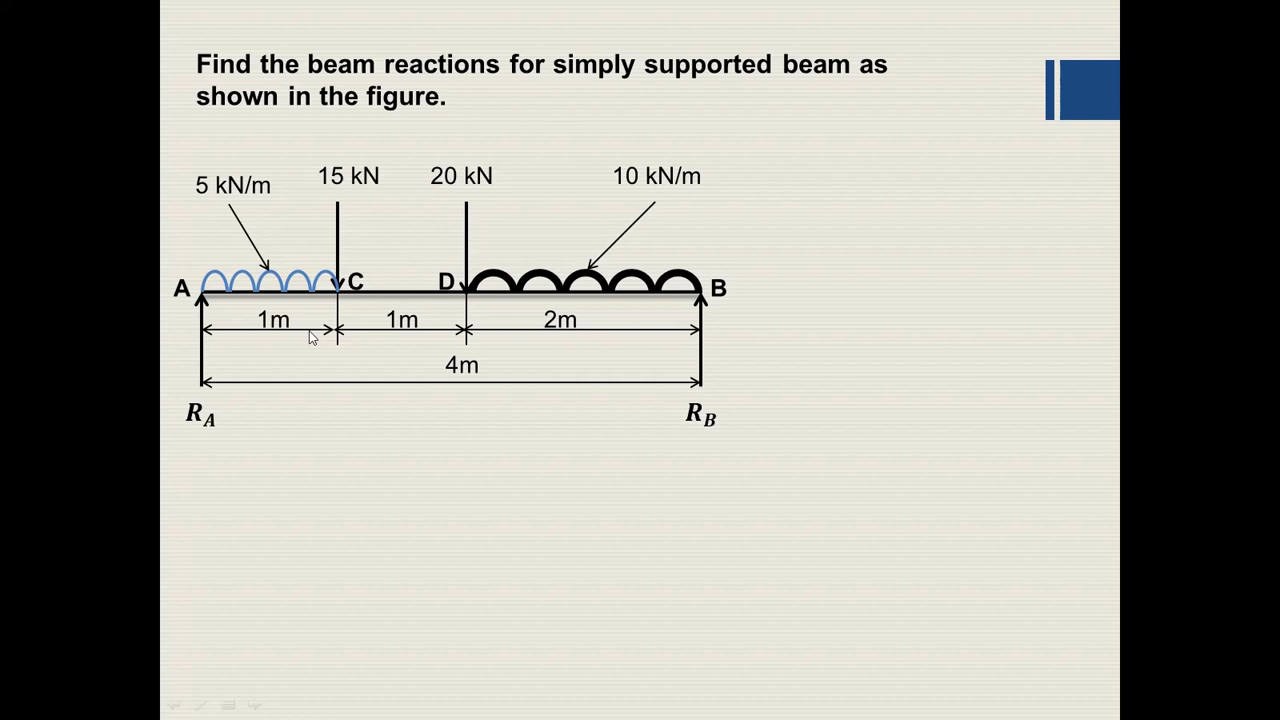 Find the beam reactions for simply supported beam as
shown in the figure.
5 kN/m 15 kN 20 kN 10 kN/m
A C D B
1m 1m 2m
4m
R_A R_B